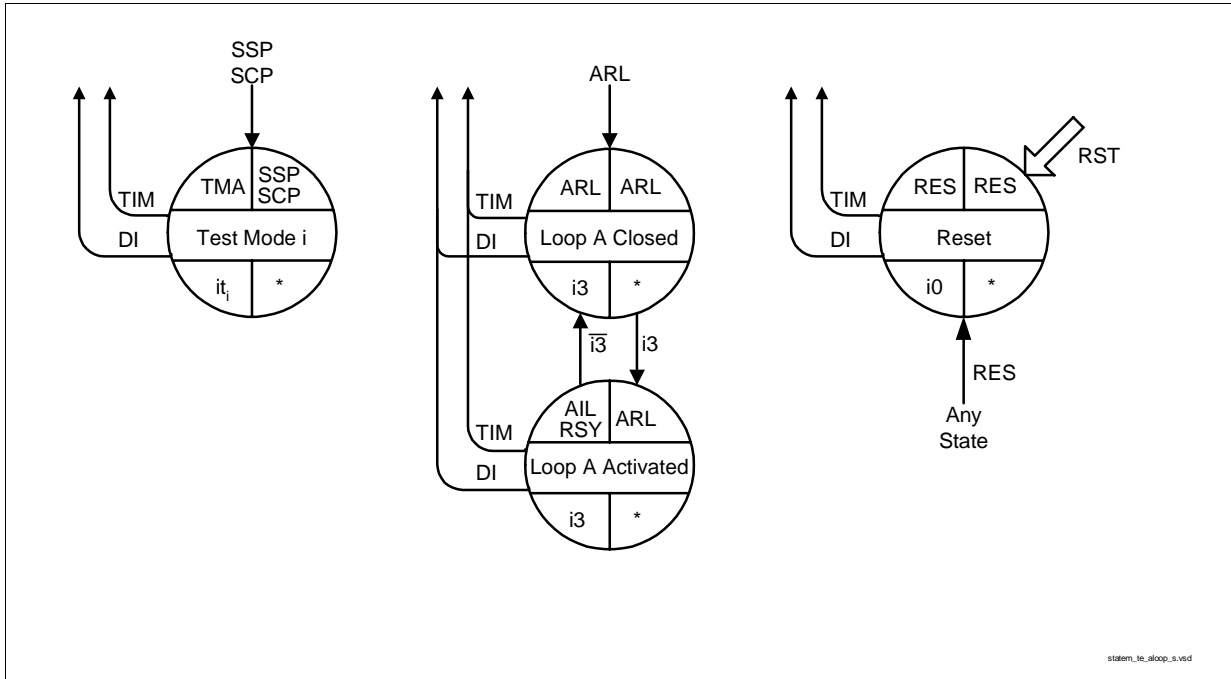 SSP
SCP
TIM
DI
TMA
SSP
SCP
Test Mode i
iti
*
ARL
TIM
DI
ARL
ARL
Loop A Closed
i3
*
i̅3̅
i3
TIM
DI
AIL
RSY
ARL
Loop A Activated
i3
*
RST
TIM
DI
RES
RES
Reset
i0
*
RES
Any
State
statem_te_aloop_s.vsd